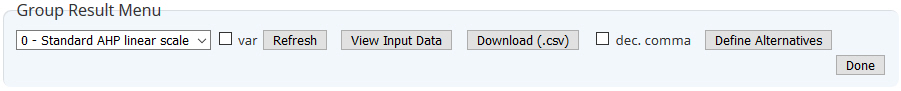 Group Result Menu
0 - Standard AHP linear scale var Refresh View Input Data Download (.csv) dec. comma Define Alternatives
Done